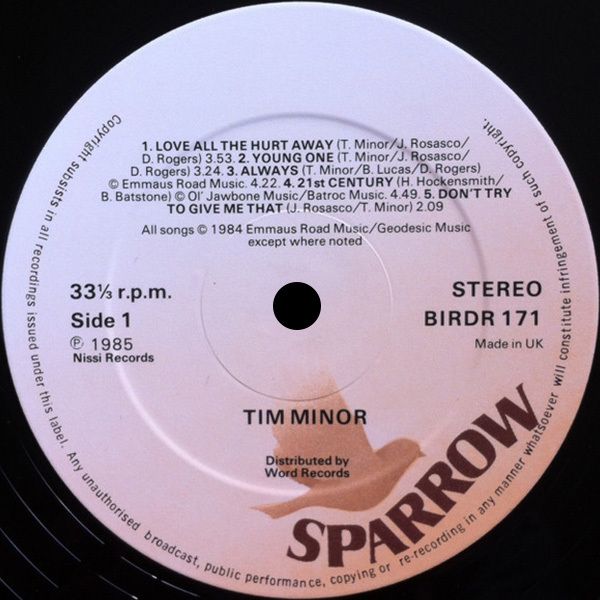 1. LOVE ALL THE HURT AWAY (T. Minor/J. Rosasco/
D. Rogers) 3.53. 2. YOUNG ONE (T. Minor/J. Rosasco/
D. Rogers) 3.24. 3. ALWAYS (T. Minor/B. Lucas/D. Rogers)
© Emmaus Road Music. 4.22. 4. 21st CENTURY (H. Hockensmith/
B. Batstone) © Ol' Jawbone Music/Batroc Music. 4.49. 5. DON'T TRY
TO GIVE ME THAT (J. Rosasco/T. Minor) 2.09
All songs © 1984 Emmaus Road Music/Geodesic Music
except where noted
33⅓ r.p.m.
Side 1
℗ 1985
Nissi Records
STEREO
BIRDR 171
Made in UK
TIM MINOR
Distributed by
Word Records
SPARROW
Copyright subsists in all recordings issued under this label. Any unauthorised broadcast, public performance, copying or re-recording in any manner whatsoever will constitute infringement of such copyright.